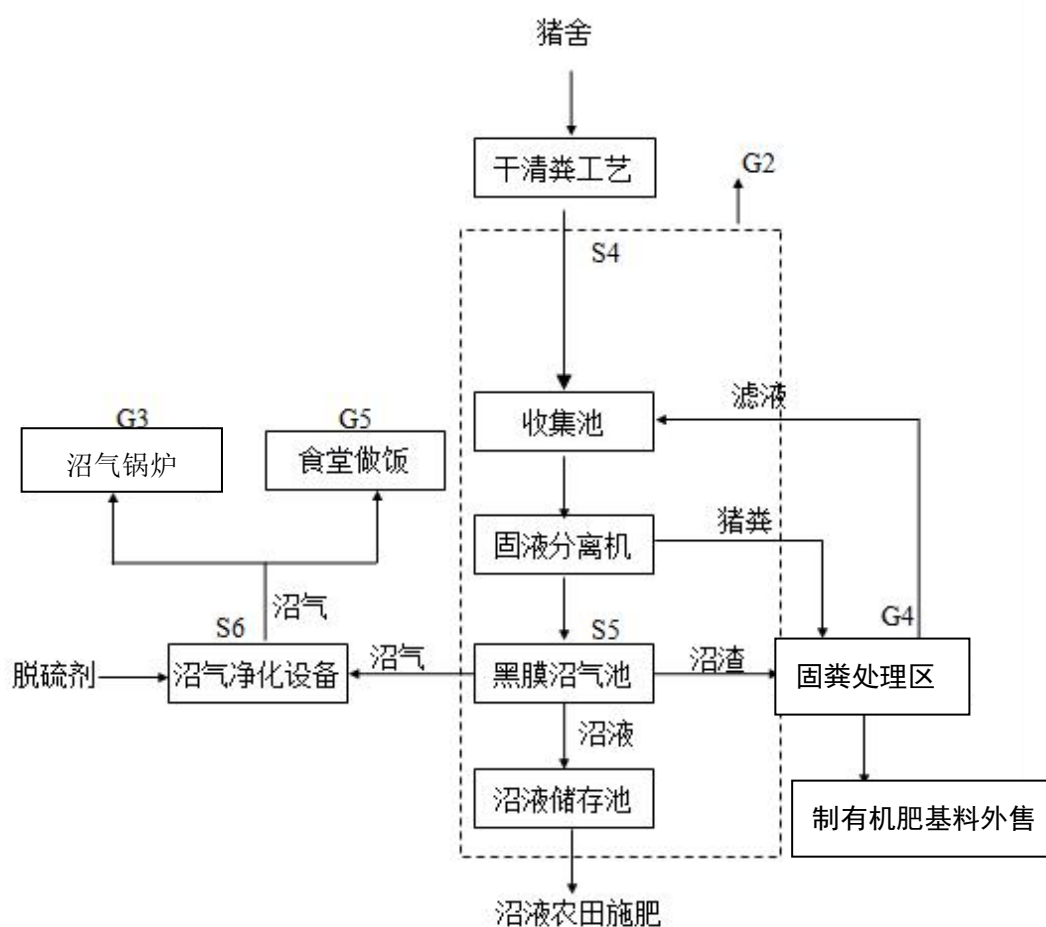 猪舍
干清粪工艺
G2
S4
收集池
滤液
G3
沼气锅炉
G5
食堂做饭
固液分离机
猪粪
沼气
S6
S5
G4
脱硫剂
沼气净化设备
沼气
黑膜沼气池
沼渣
固粪处理区
沼液
沼液储存池
制有机肥基料外售
沼液农田施肥